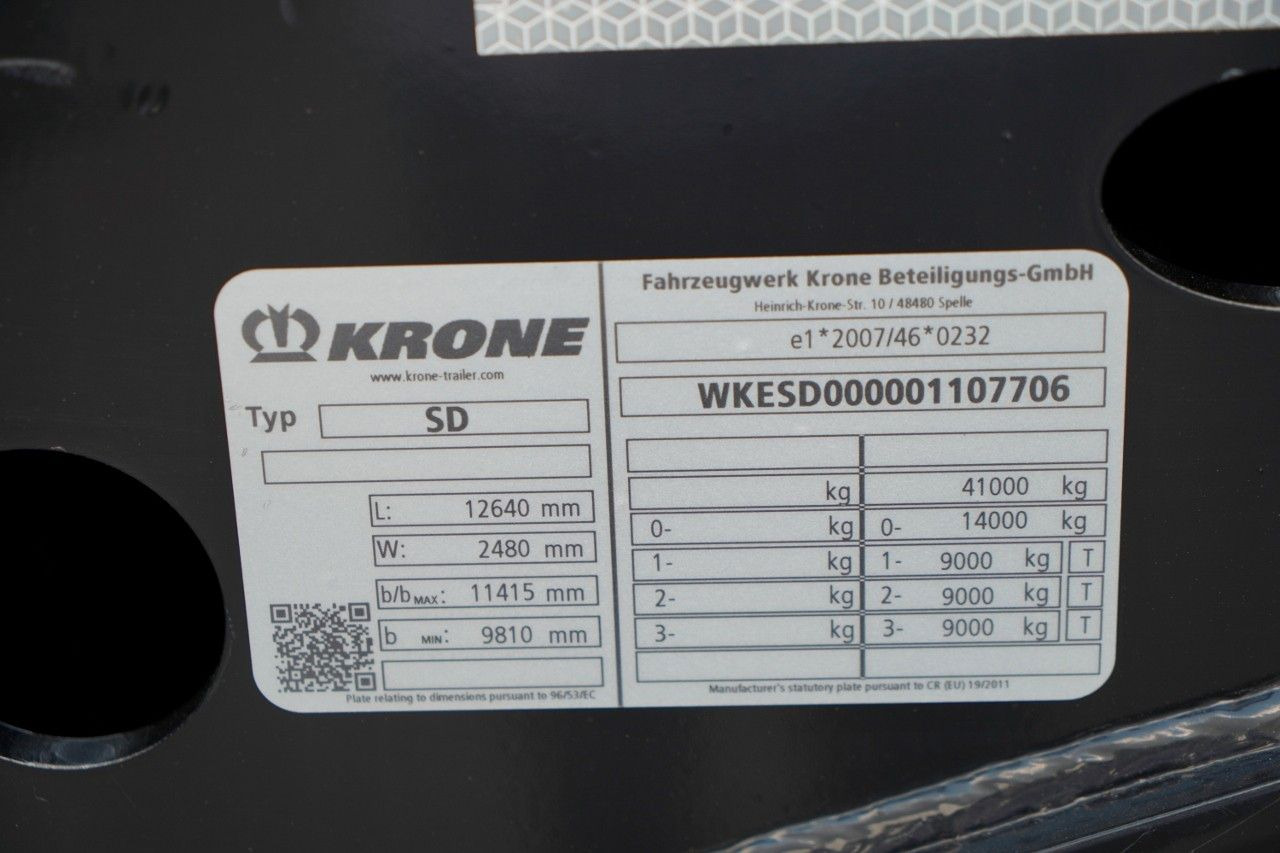 KRONE
www.krone-trailer.com
Typ SD
L: 12640 mm
W: 2480 mm
b/b MAX: 11415 mm
b MIN: 9810 mm
Plate relating to dimensions pursuant to 96/53/EC
Fahrzeugwerk Krone Beteiligungs-GmbH
Heinrich-Krone-Str. 10 / 48480 Spelle
e1*2007/46*0232
WKESD000001107706
kg 41000 kg
0- kg 0- 14000 kg
1- kg 1- 9000 kg T
2- kg 2- 9000 kg T
3- kg 3- 9000 kg T
Manufacturer's statutory plate pursuant to CR (EU) 19/2011